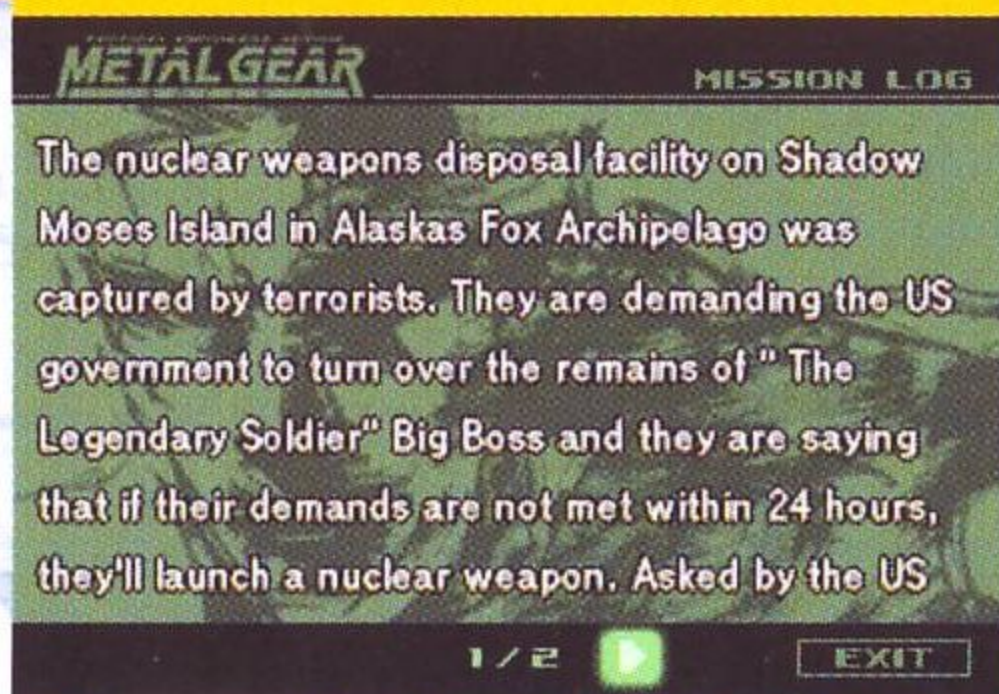 METAL GEAR
MISSION LOG
The nuclear weapons disposal facility on Shadow
Moses Island in Alaskas Fox Archipelago was
captured by terrorists. They are demanding the US
government to turn over the remains of " The
Legendary Soldier" Big Boss and they are saying
that if their demands are not met within 24 hours,
they'll launch a nuclear weapon. Asked by the US
1/2
EXIT